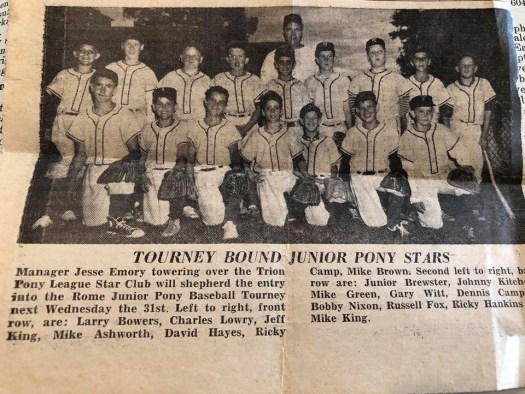 604
TOURNEY BOUND JUNIOR PONY STARS
Manager Jesse Emory towering over the Trion
Pony League Star Club will shepherd the entry
into the Rome Junior Pony Baseball Tourney
next Wednesday the 31st. Left to right, front
row, are: Larry Bowers, Charles Lowry, Jeff
King, Mike Ashworth, David Hayes, Ricky
Camp, Mike Brown. Second left to right, ba
row are: Junior Brewster, Johnny Kitche
Mike Green, Gary Witt, Dennis Camp
Bobby Nixon, Russell Fox, Ricky Hankins
Mike King.